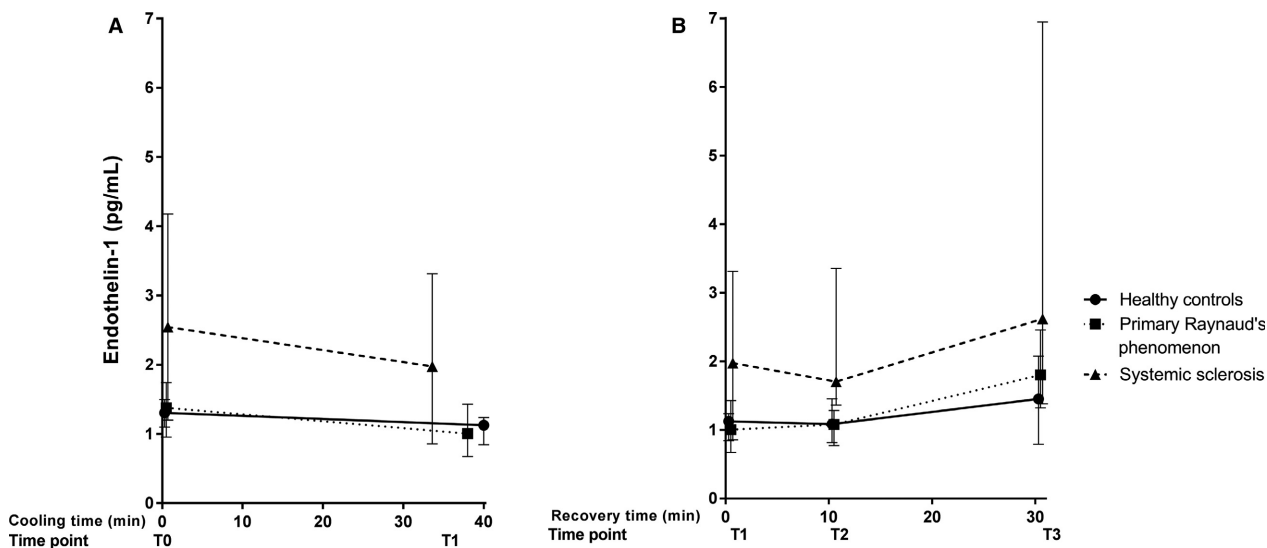 A
7
6
5
4
3
2
1
0
Endothelin-1 (pg/mL)
Cooling time (min) 0 10 20 30 40
Time point T0 T1
B
7
6
5
4
3
2
1
0
Recovery time (min) 0 10 20 30
Time point T1 T2 T3
Healthy controls
Primary Raynaud's
phenomenon
Systemic sclerosis